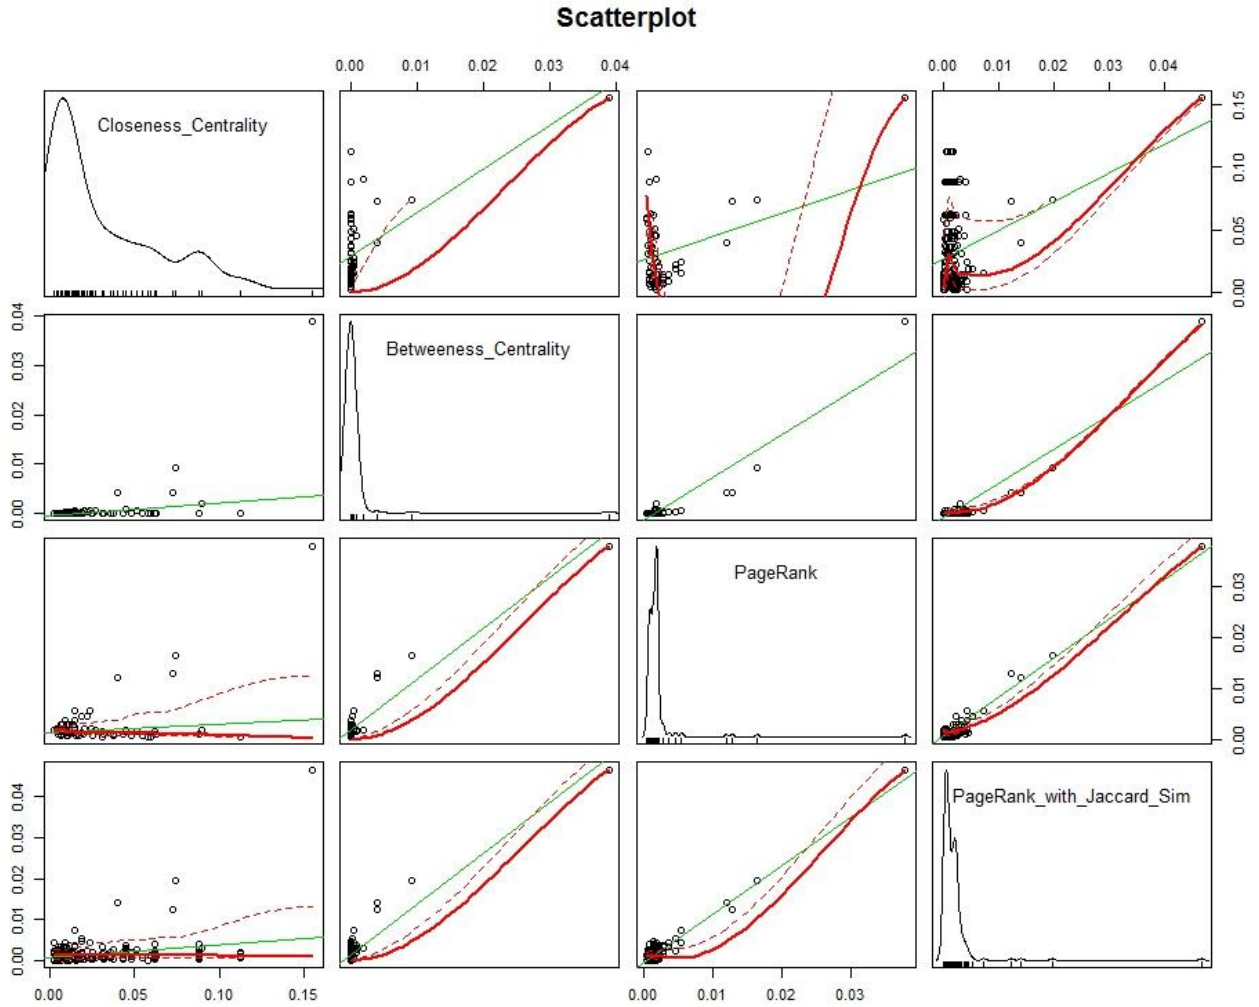 Scatterplot
0.00 0.01 0.02 0.03 0.04
0.00 0.01 0.02 0.03 0.04
Closeness_Centrality
0.00 0.05 0.10 0.15
Betweeness_Centrality
0.00 0.01 0.02 0.03 0.04
PageRank
0.00 0.01 0.02 0.03
PageRank_with_Jaccard_Sim
0.00 0.01 0.02 0.03 0.04
0.00 0.05 0.10 0.15
0.00 0.01 0.02 0.03